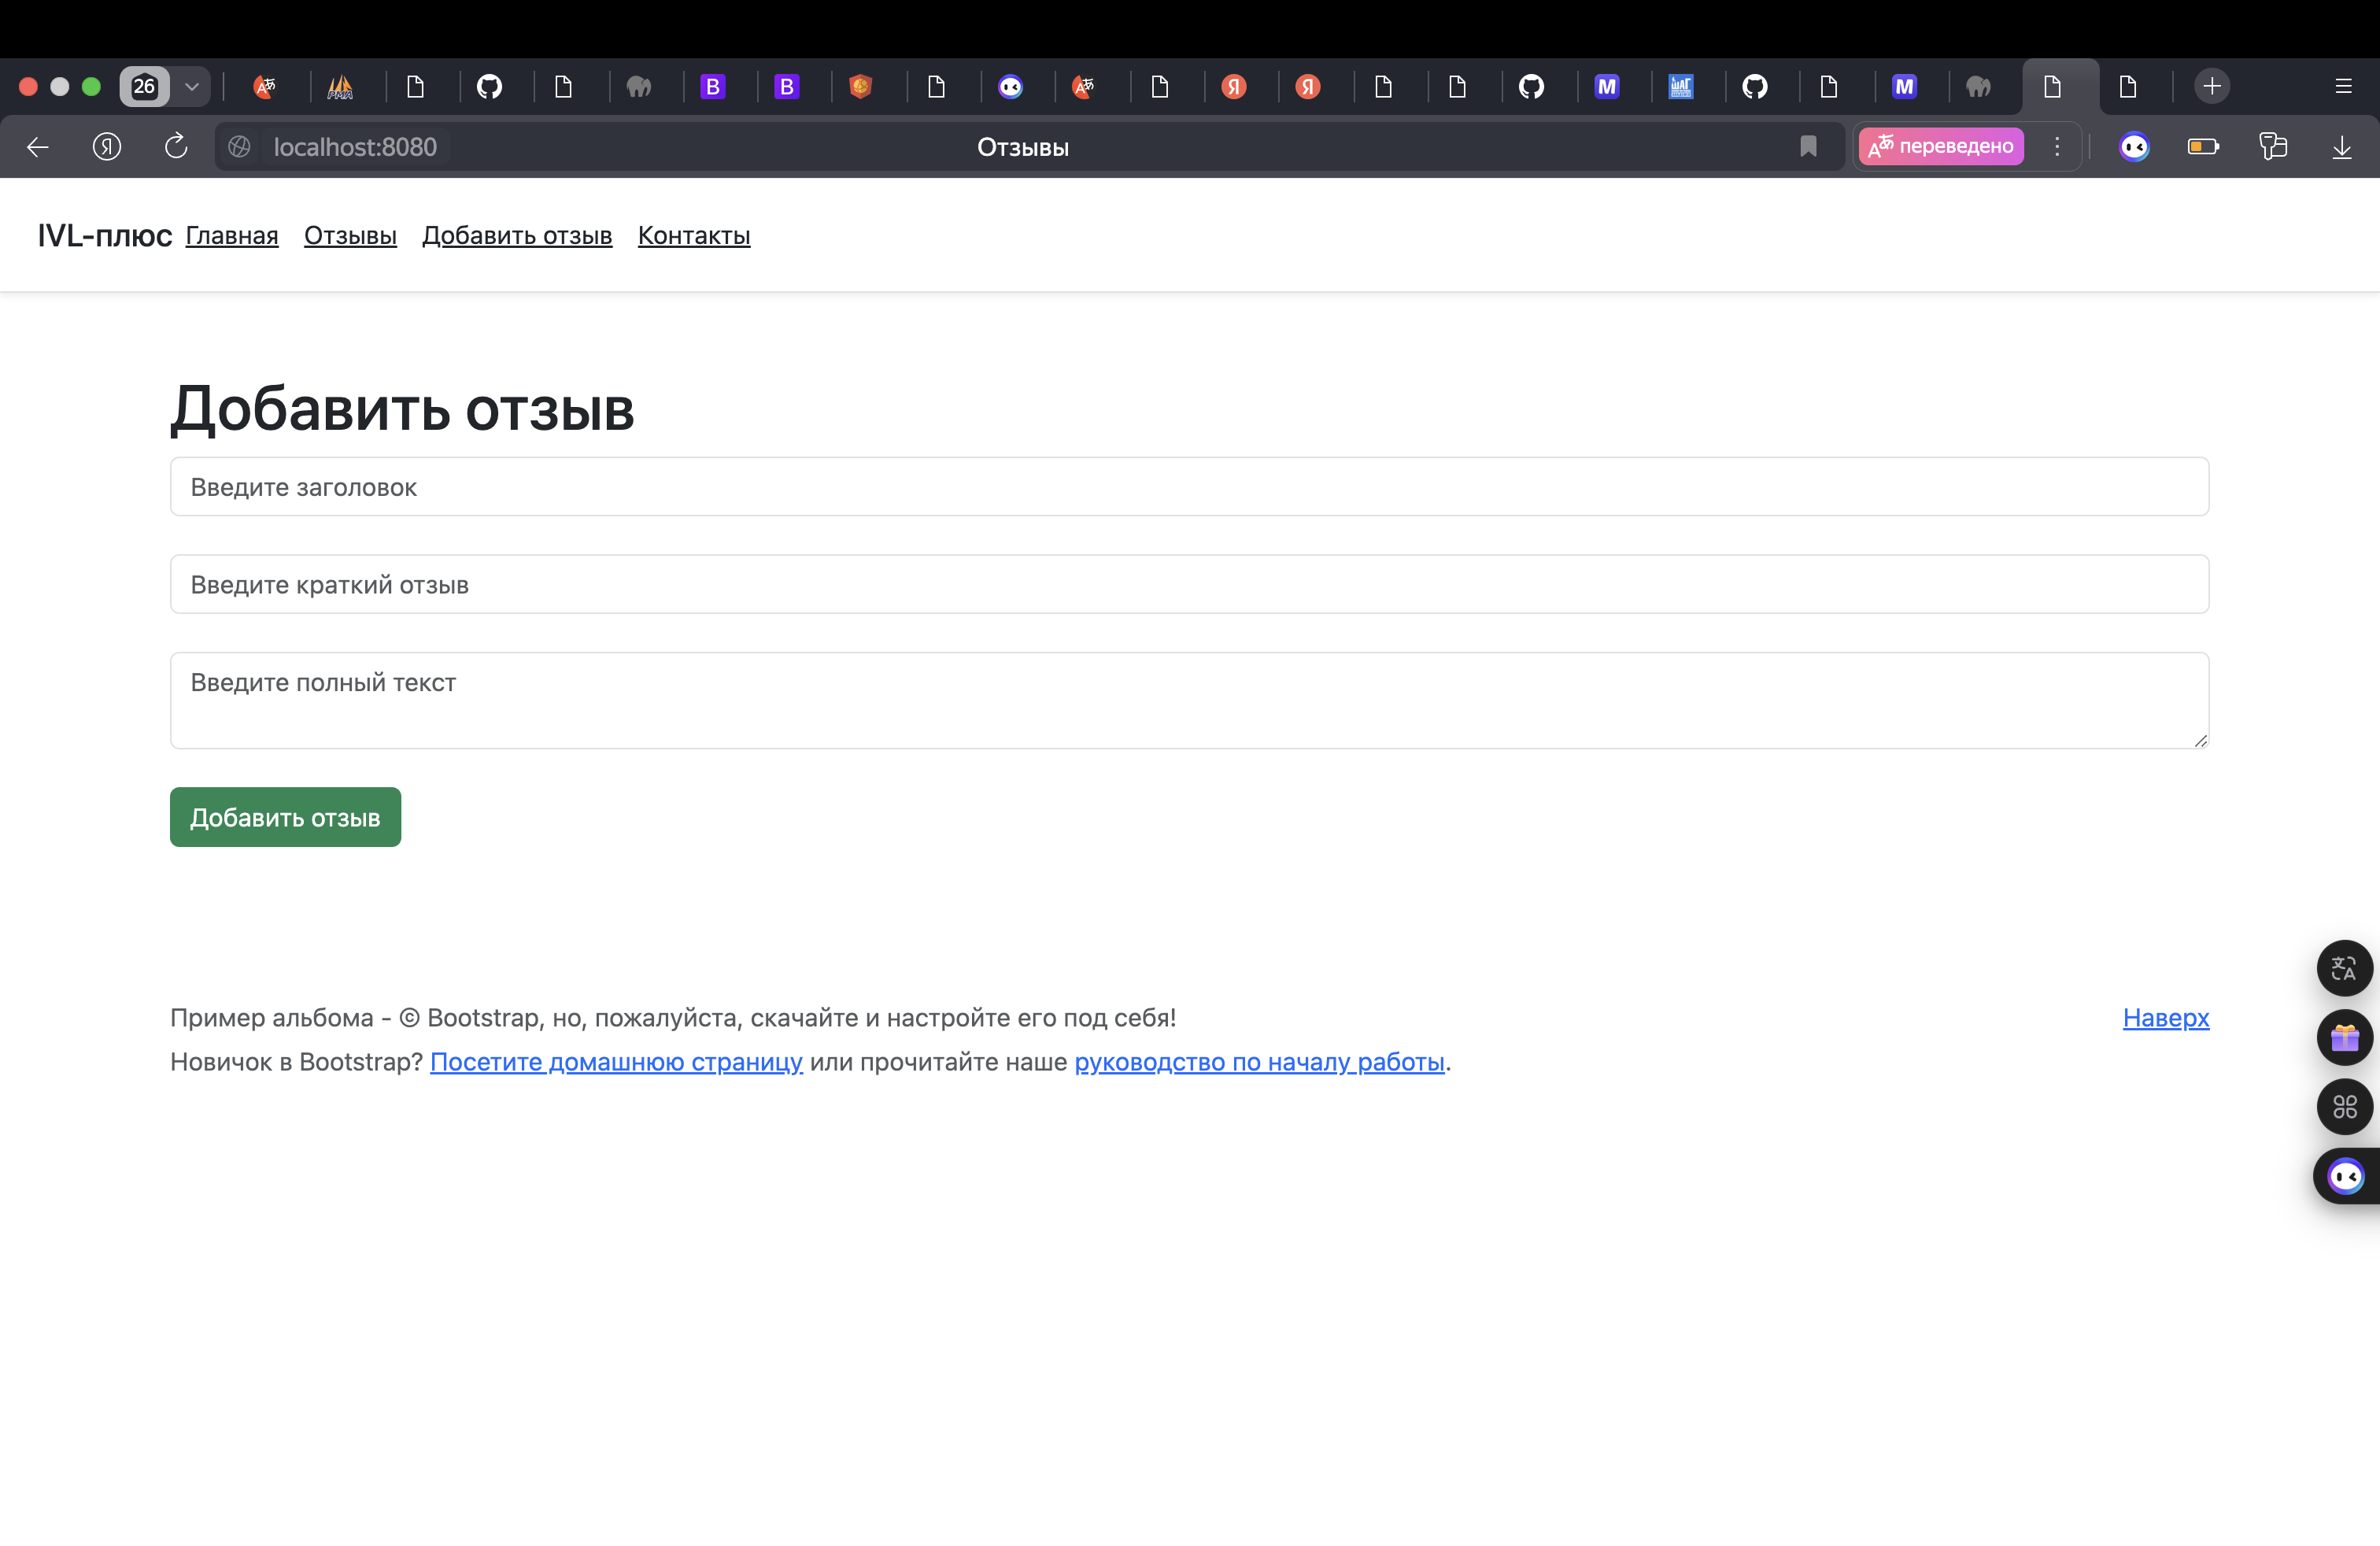 26
localhost:8080
Отзывы
переведено
IVL-плюс Главная Отзывы Добавить отзыв Контакты
Добавить отзыв
Введите заголовок
Введите краткий отзыв
Введите полный текст
Добавить отзыв
Пример альбома - © Bootstrap, но, пожалуйста, скачайте и настройте его под себя! Наверх
Новичок в Bootstrap? Посетите домашнюю страницу или прочитайте наше руководство по началу работы.